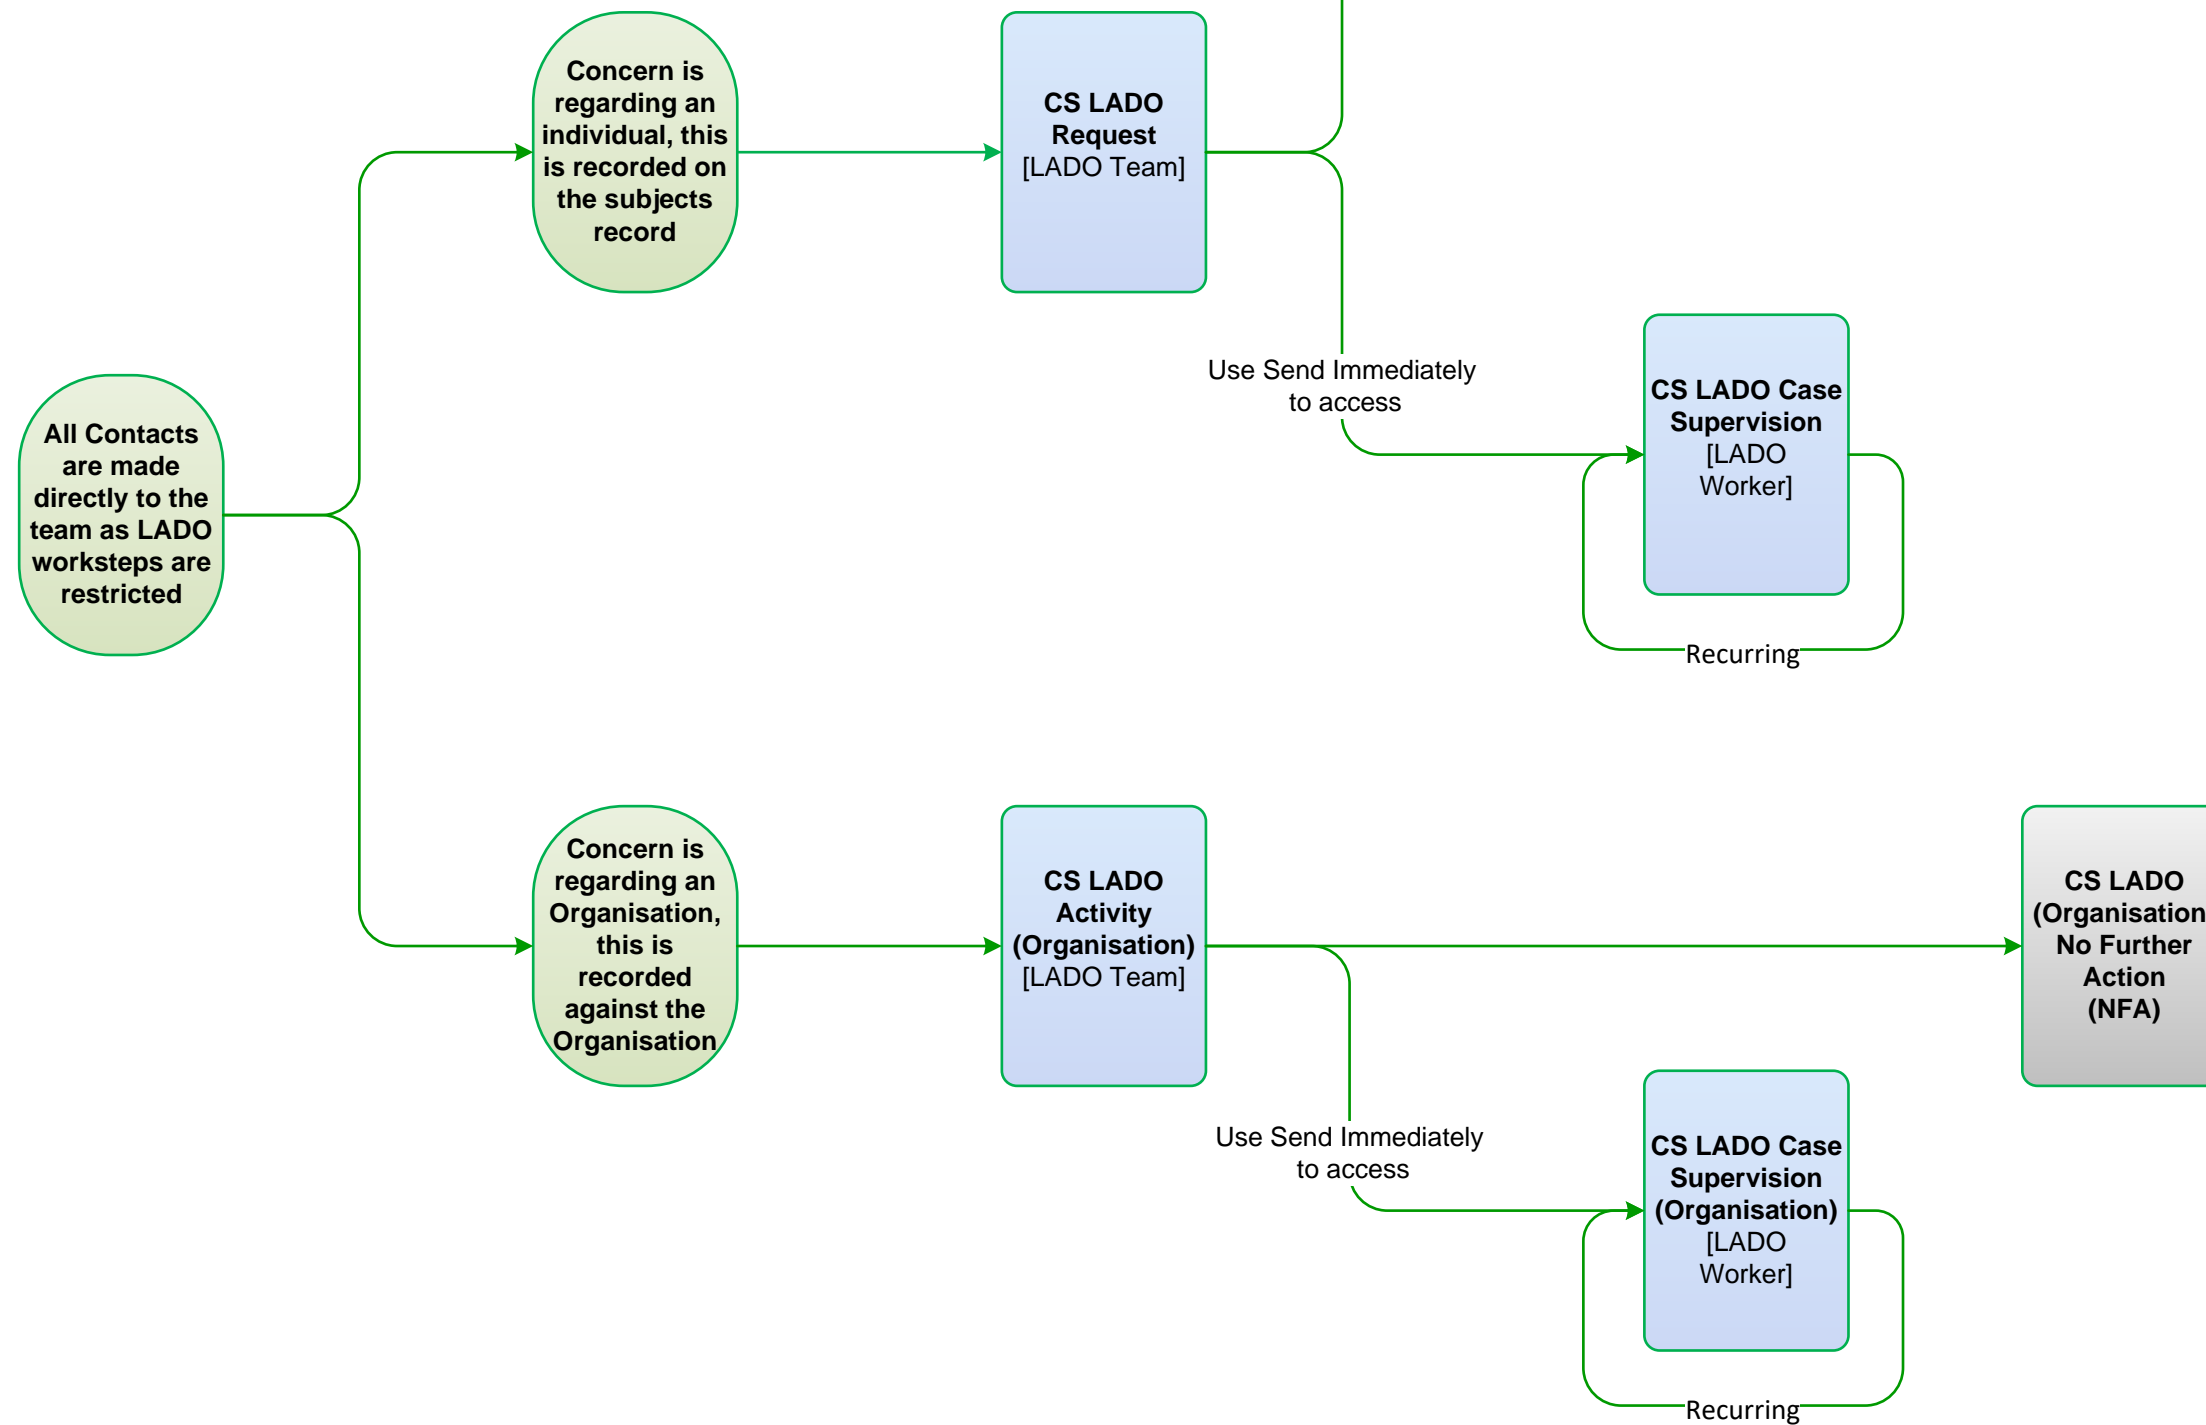 Concern is
regarding an
individual, this
is recorded on
the subjects
record
CS LADO
Request
[LADO Team]
Use Send Immediately
to access
CS LADO Case
Supervision
[LADO
Worker]
Recurring
All Contacts
are made
directly to the
team as LADO
worksteps are
restricted
Concern is
regarding an
Organisation,
this is
recorded
against the
Organisation
CS LADO
Activity
(Organisation)
[LADO Team]
CS LADO
(Organisation
No Further
Action
(NFA)
Use Send Immediately
to access
CS LADO Case
Supervision
(Organisation)
[LADO
Worker]
Recurring